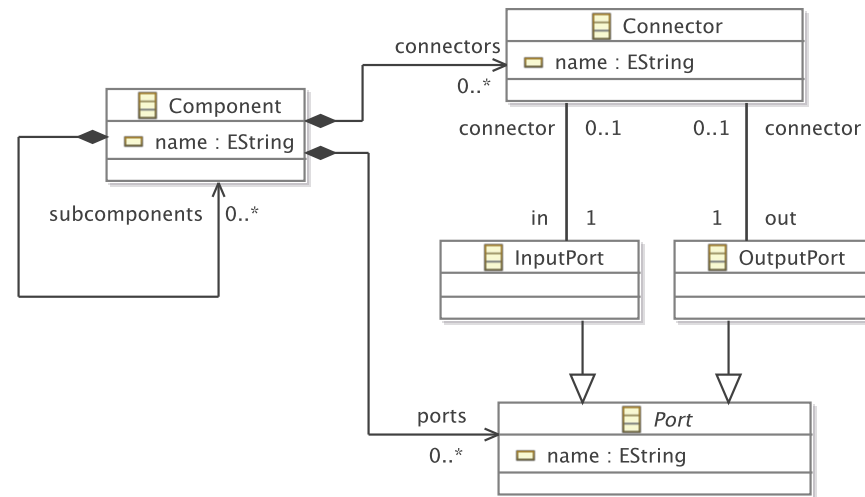 Connector
name : EString
connectors
0..*
Component
name : EString
subcomponents
0..*
connector
0..1
0..1
connector
in
1
1
out
InputPort
OutputPort
ports
0..*
Port
name : EString